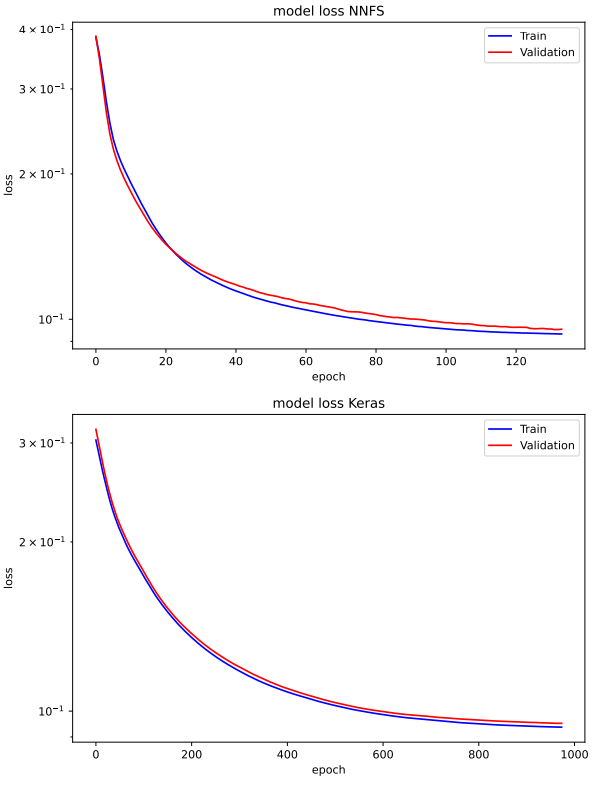 model loss NNFS
4 × 10⁻¹
3 × 10⁻¹
2 × 10⁻¹
10⁻¹
loss
Train
Validation
0 20 40 60 80 100 120
epoch
model loss Keras
3 × 10⁻¹
2 × 10⁻¹
10⁻¹
loss
Train
Validation
0 200 400 600 800 1000
epoch